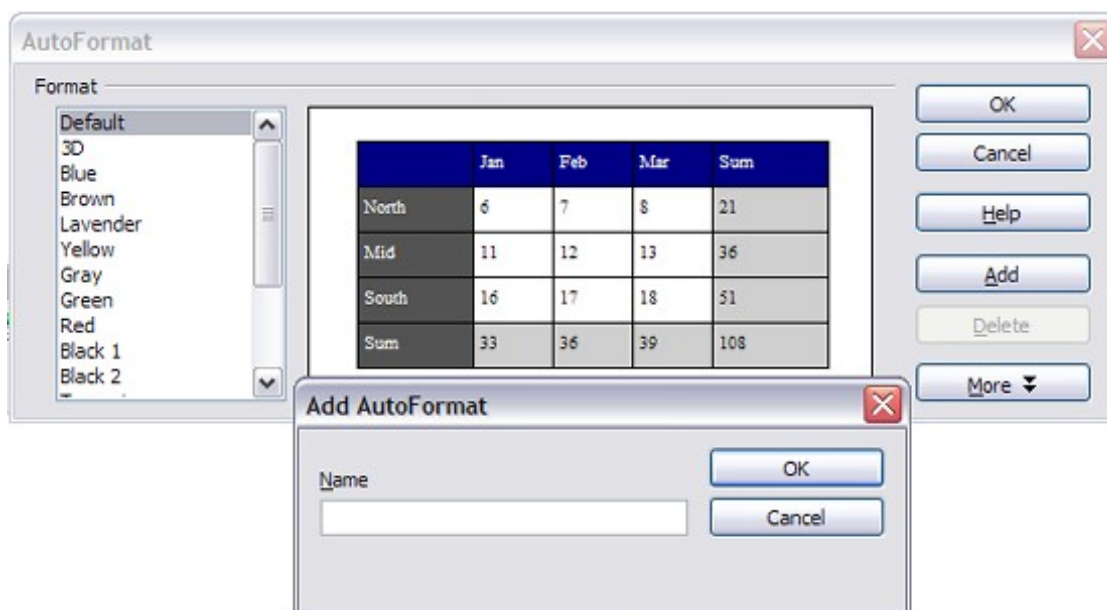 AutoFormat
Format
Default
3D
Blue
Brown
Lavender
Yellow
Gray
Green
Red
Black 1
Black 2
Jan Feb Mar Sum
North 6 7 8 21
Mid 11 12 13 36
South 16 17 18 51
Sum 33 36 39 108
OK
Cancel
Help
Add
Delete
More
Add AutoFormat
Name
OK
Cancel